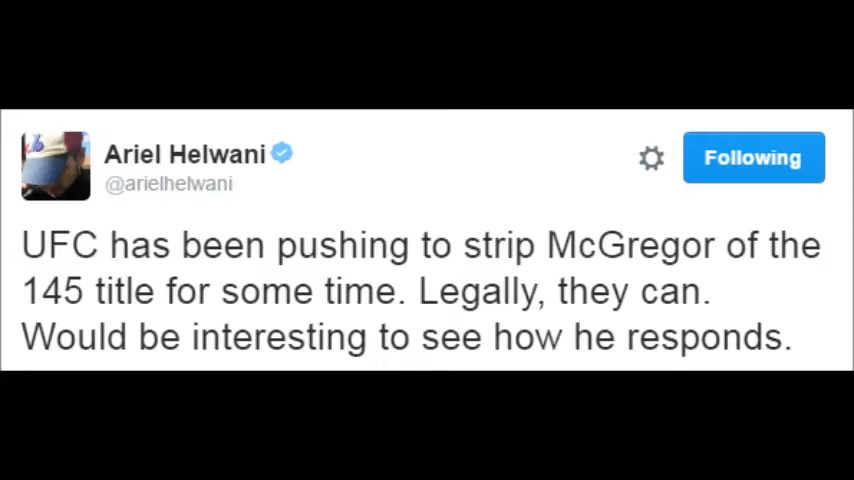 Ariel Helwani
@arielhelwani
Following
UFC has been pushing to strip McGregor of the
145 title for some time. Legally, they can.
Would be interesting to see how he responds.